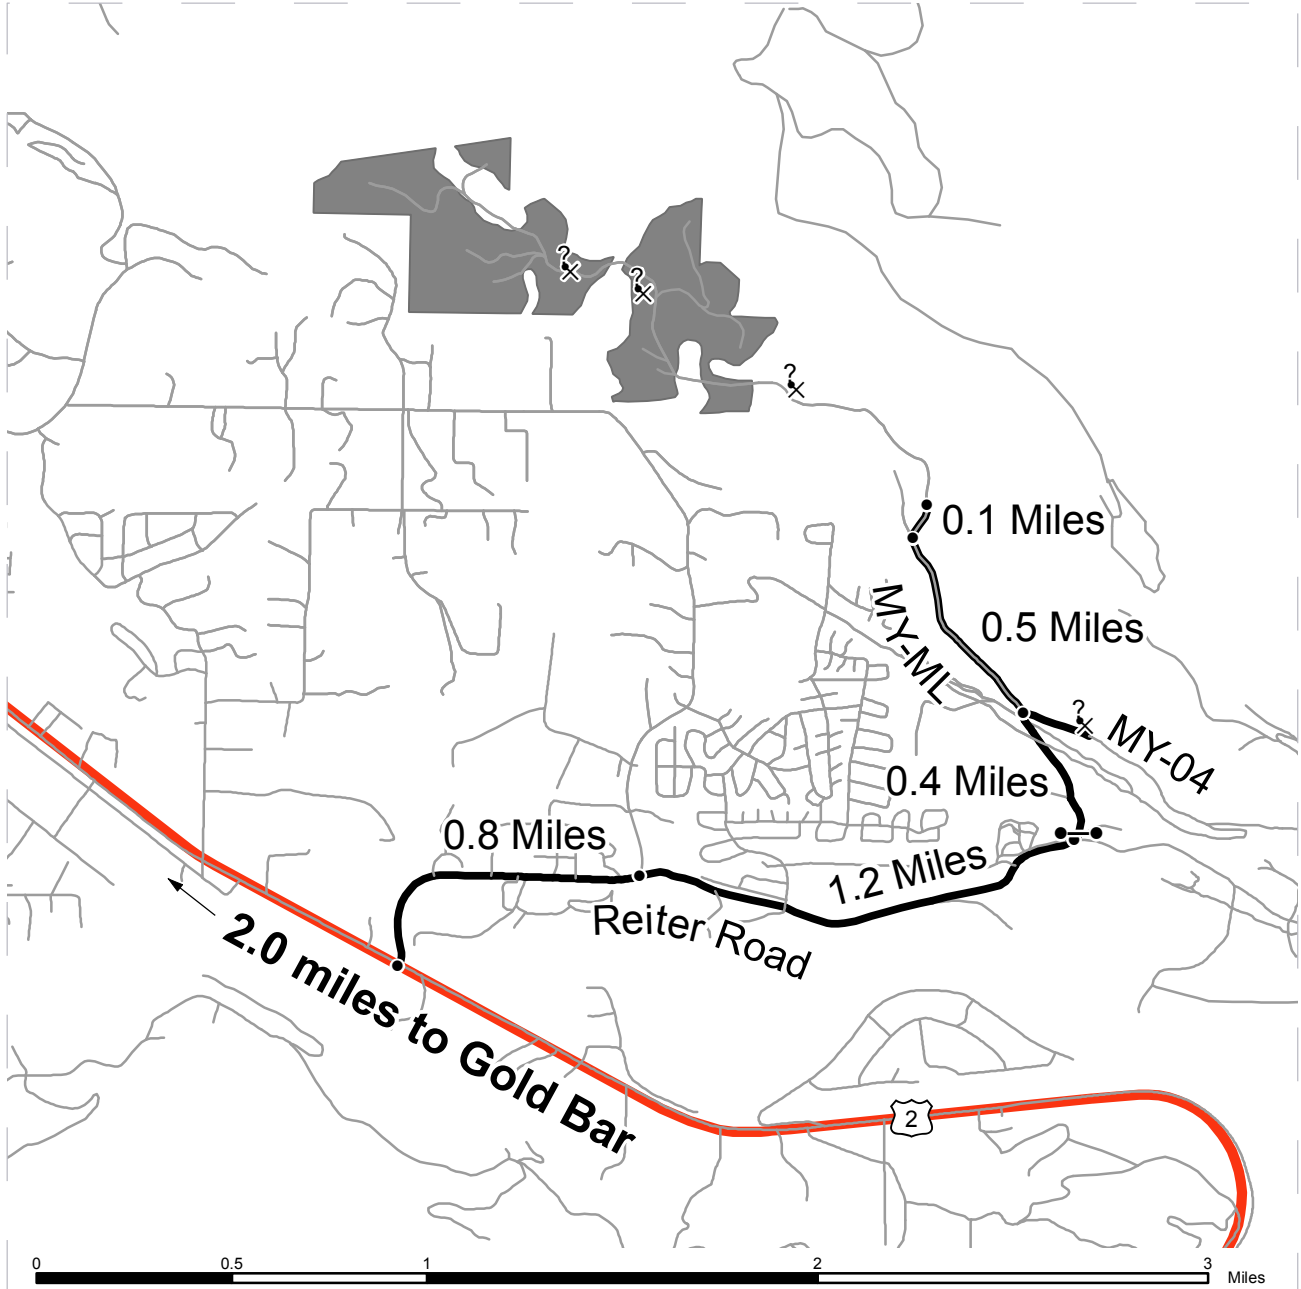 ?
?
?
0.1 Miles
MY-ML
0.5 Miles
?
MY-04
0.4 Miles
0.8 Miles
1.2 Miles
Reiter Road
2.0 miles to Gold Bar
2
0 0.5 1 2 3
Miles